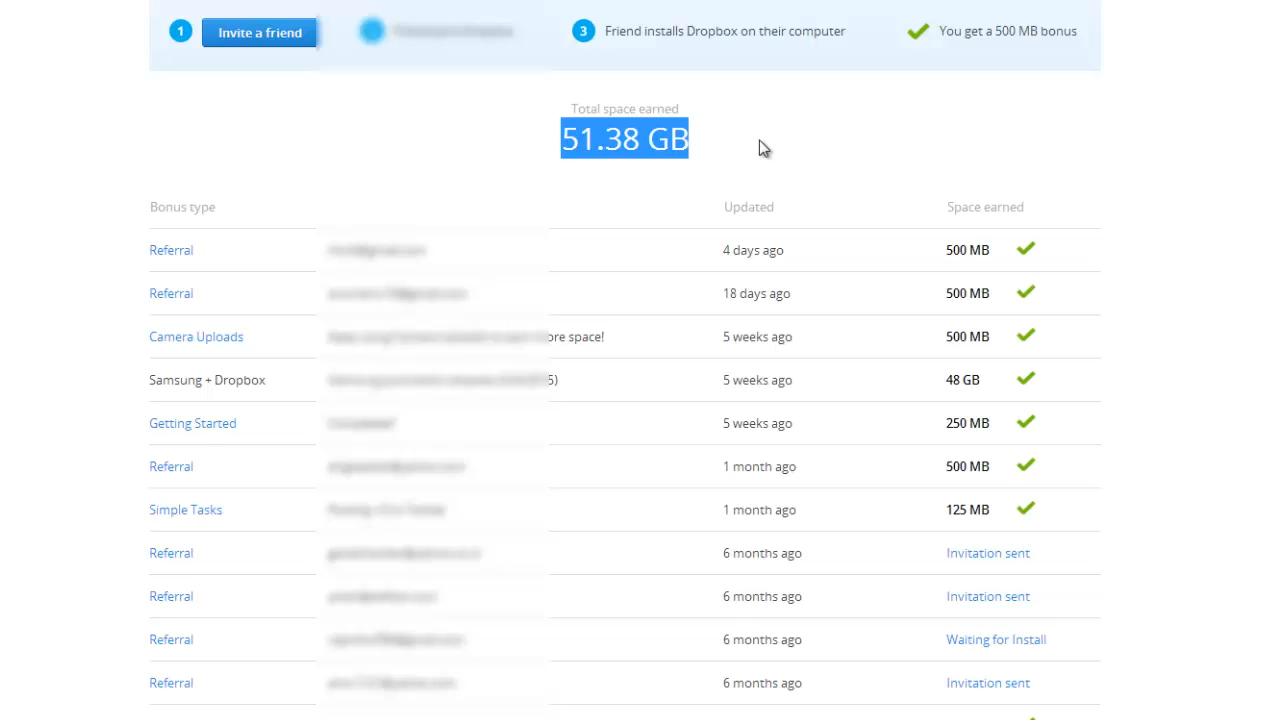 1 Invite a friend 3 Friend installs Dropbox on their computer You get a 500 MB bonus
Total space earned
51.38 GB
Bonus type Updated Space earned
Referral 4 days ago 500 MB
Referral 18 days ago 500 MB
Camera Uploads ore space! 5 weeks ago 500 MB
Samsung + Dropbox 5) 5 weeks ago 48 GB
Getting Started 5 weeks ago 250 MB
Referral 1 month ago 500 MB
Simple Tasks 1 month ago 125 MB
Referral 6 months ago Invitation sent
Referral 6 months ago Invitation sent
Referral 6 months ago Waiting for Install
Referral 6 months ago Invitation sent